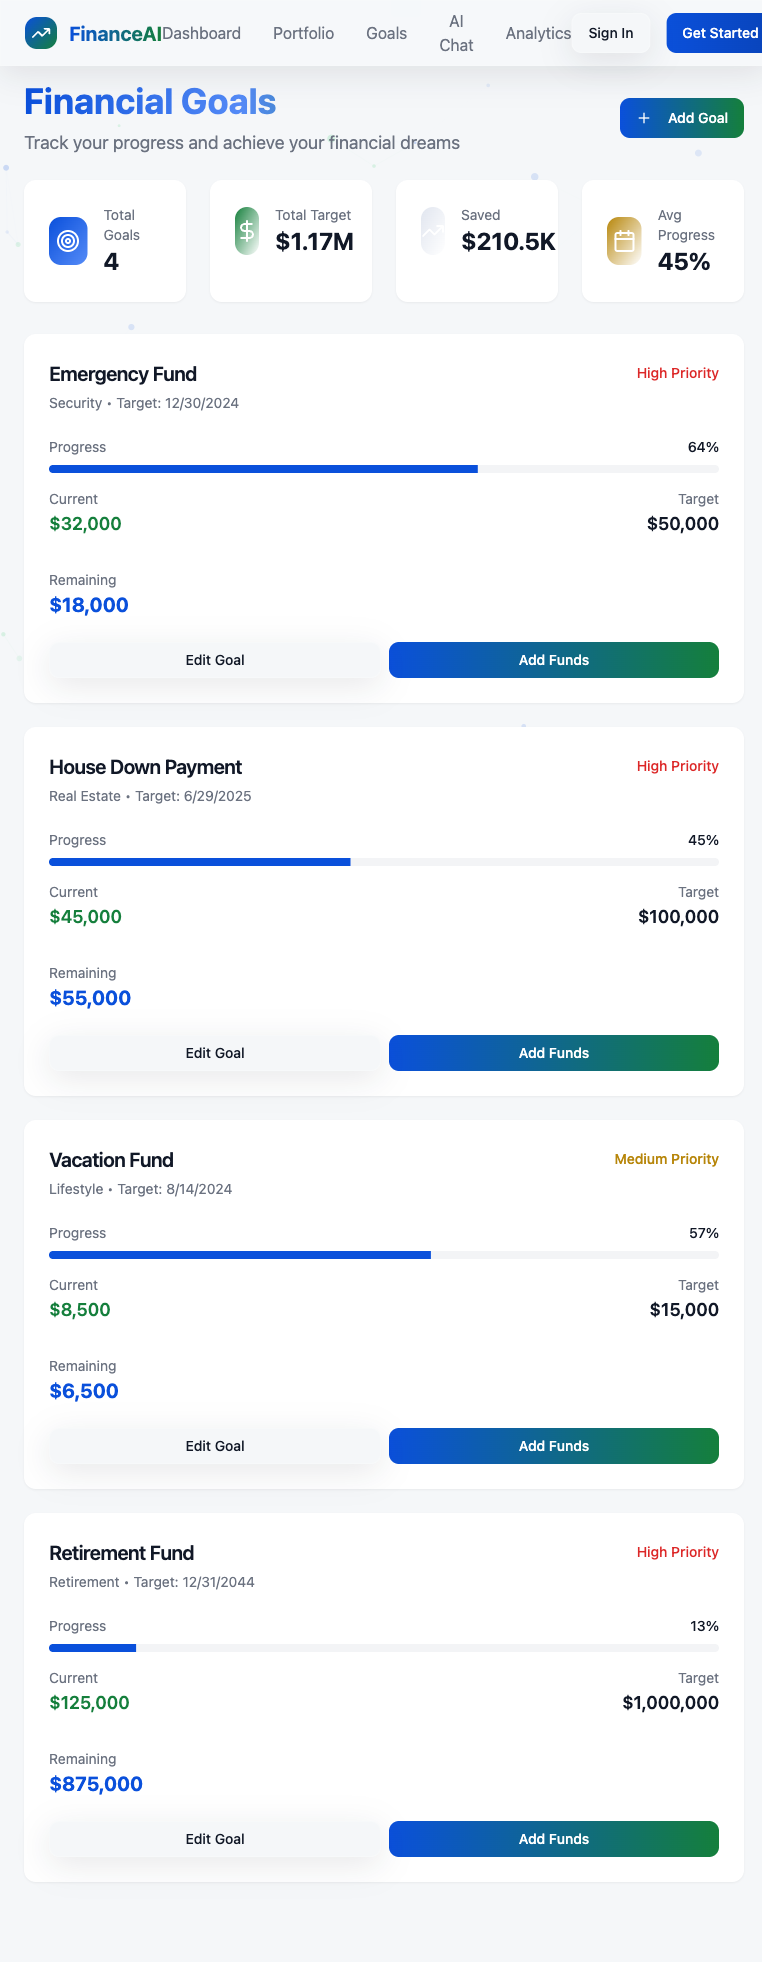 FinanceAI Dashboard Portfolio Goals AI Chat Analytics Sign In Get Started
Financial Goals
Track your progress and achieve your financial dreams
Add Goal
Total Goals
4
Total Target
$1.17M
Saved
$210.5K
Avg Progress
45%
Emergency Fund
High Priority
Security • Target: 12/30/2024
Progress 64%
Current Target
$32,000 $50,000
Remaining
$18,000
Edit Goal Add Funds
House Down Payment
High Priority
Real Estate • Target: 6/29/2025
Progress 45%
Current Target
$45,000 $100,000
Remaining
$55,000
Edit Goal Add Funds
Vacation Fund
Medium Priority
Lifestyle • Target: 8/14/2024
Progress 57%
Current Target
$8,500 $15,000
Remaining
$6,500
Edit Goal Add Funds
Retirement Fund
High Priority
Retirement • Target: 12/31/2044
Progress 13%
Current Target
$125,000 $1,000,000
Remaining
$875,000
Edit Goal Add Funds